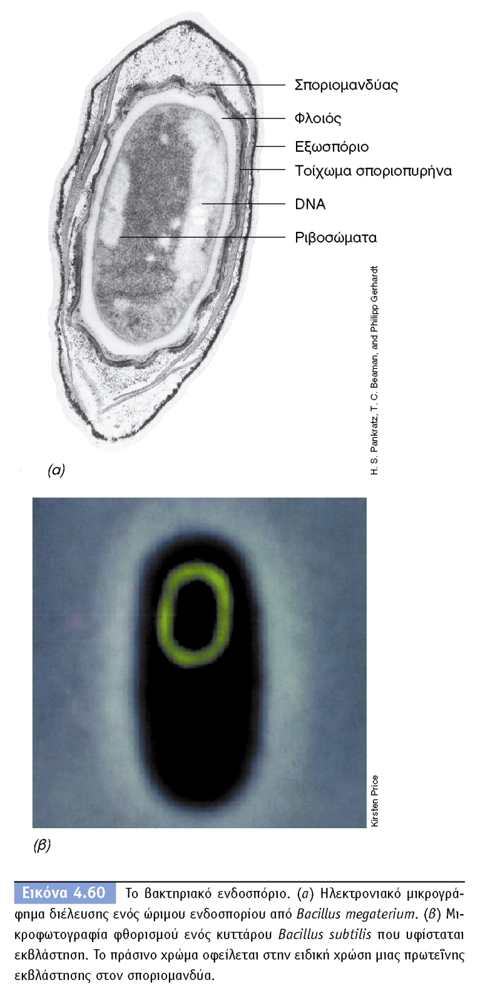 Σποριομανδύας
Φλοιός
Εξωσπόριο
Τοίχωμα σποριοπυρήνα
DNA
Ριβοσώματα
H. S. Pankratz, T. C. Beaman, and Philipp Gerhardt
(α)
Kirsten Price
(β)
Εικόνα 4.60 Το βακτηριακό ενδοσπόριο. (α) Ηλεκτρονιακό μικρογρά-
φημα διέλευσης ενός ώριμου ενδοσπορίου από Bacillus megaterium. (β) Μι-
κροφωτογραφία φθορισμού ενός κυττάρου Bacillus subtilis που υφίσταται
εκβλάστηση. Το πράσινο χρώμα οφείλεται στην ειδική χρώση μιας πρωτεΐνης
εκβλάστησης στον σποριομανδύα.